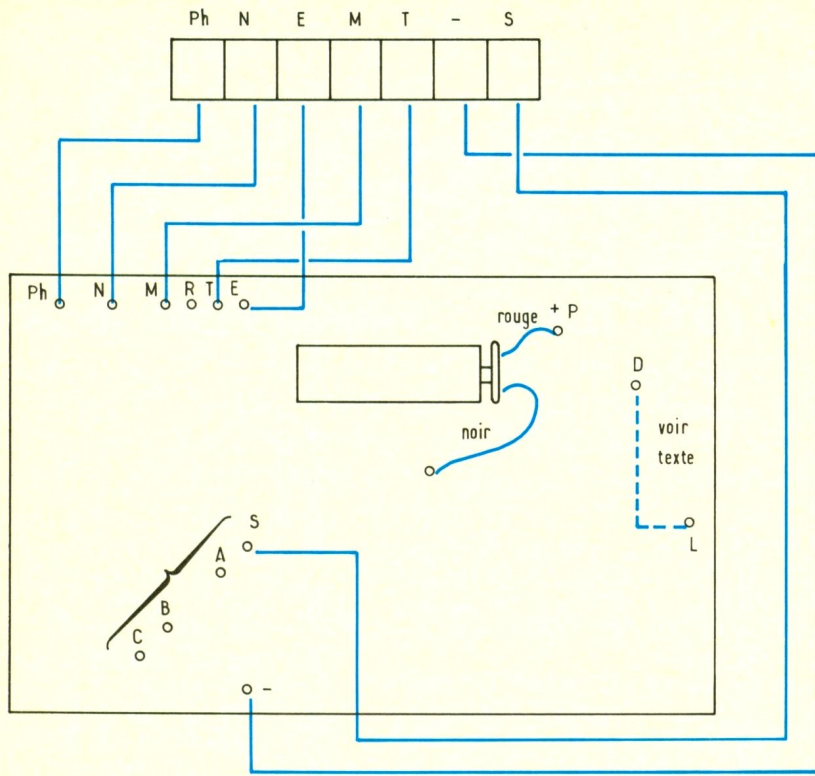 Ph N E M T – S
Ph N M R T E
rouge + P
D
noir
voir
texte
S
L
A
B
C
–